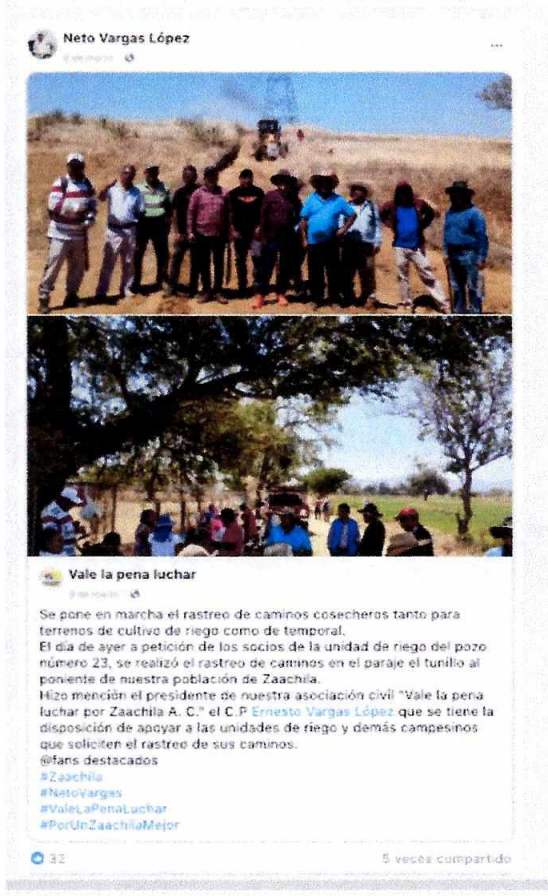 Neto Vargas López
Vale la pena luchar
Se pone en marcha el rastreo de caminos cosecheros tanto para
terrenos de cultivo de riego como de temporal.
El día de ayer a petición de los socios de la unidad de riego del pozo
número 23, se realizó el rastreo de caminos en el paraje el tunillo al
poniente de nuestra población de Zaachila.
Hizo mención el presidente de nuestra asociación civil "Vale la pena
luchar por Zaachila A. C." el C.P Ernesto Vargas López que se tiene la
disposición de apoyar a las unidades de riego y demás campesinos
que soliciten el rastreo de sus caminos.
@fans destacados
#Zaachila
#NetoVargas
#ValeLaPenaLuchar
#PorUnZaachilaMejor
32 5 veces compartido